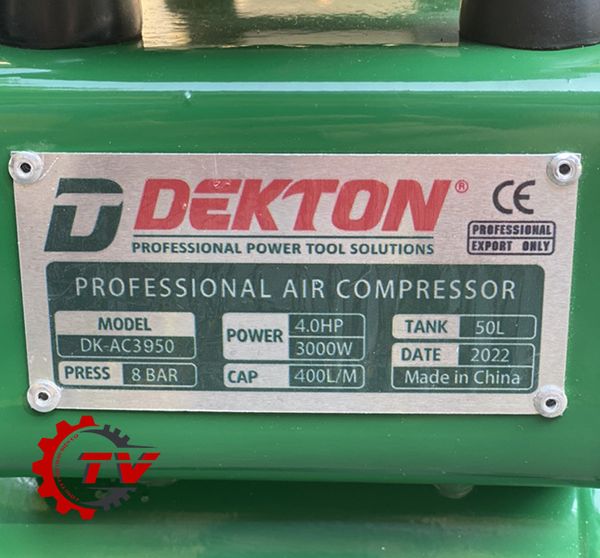 DEKTON®
CE
PROFESSIONAL POWER TOOL SOLUTIONS
PROFESSIONAL
EXPORT ONLY
PROFESSIONAL AIR COMPRESSOR
MODEL
DK-AC3950
PRESS 8 BAR
POWER 4.0HP
3000W
CAP 400L/M
TANK 50L
DATE 2022
Made in China
TV